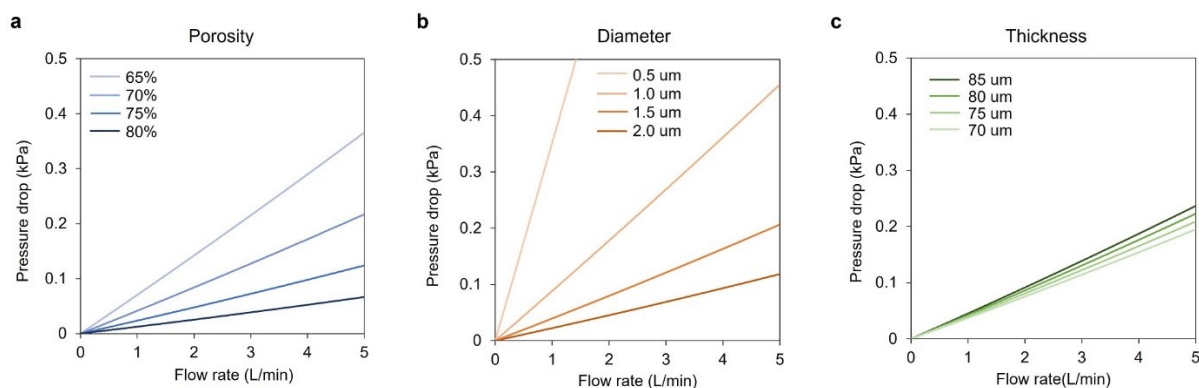 a
Porosity
0.5
0.4
0.3
0.2
0.1
0
65%
70%
75%
80%
Pressure drop (kPa)
0 1 2 3 4 5
Flow rate (L/min)
b
Diameter
0.5
0.4
0.3
0.2
0.1
0
0.5 um
1.0 um
1.5 um
2.0 um
Pressure drop (kPa)
0 1 2 3 4 5
Flow rate (L/min)
c
Thickness
0.5
0.4
0.3
0.2
0.1
0
85 um
80 um
75 um
70 um
Pressure drop (kPa)
0 1 2 3 4 5
Flow rate(L/min)